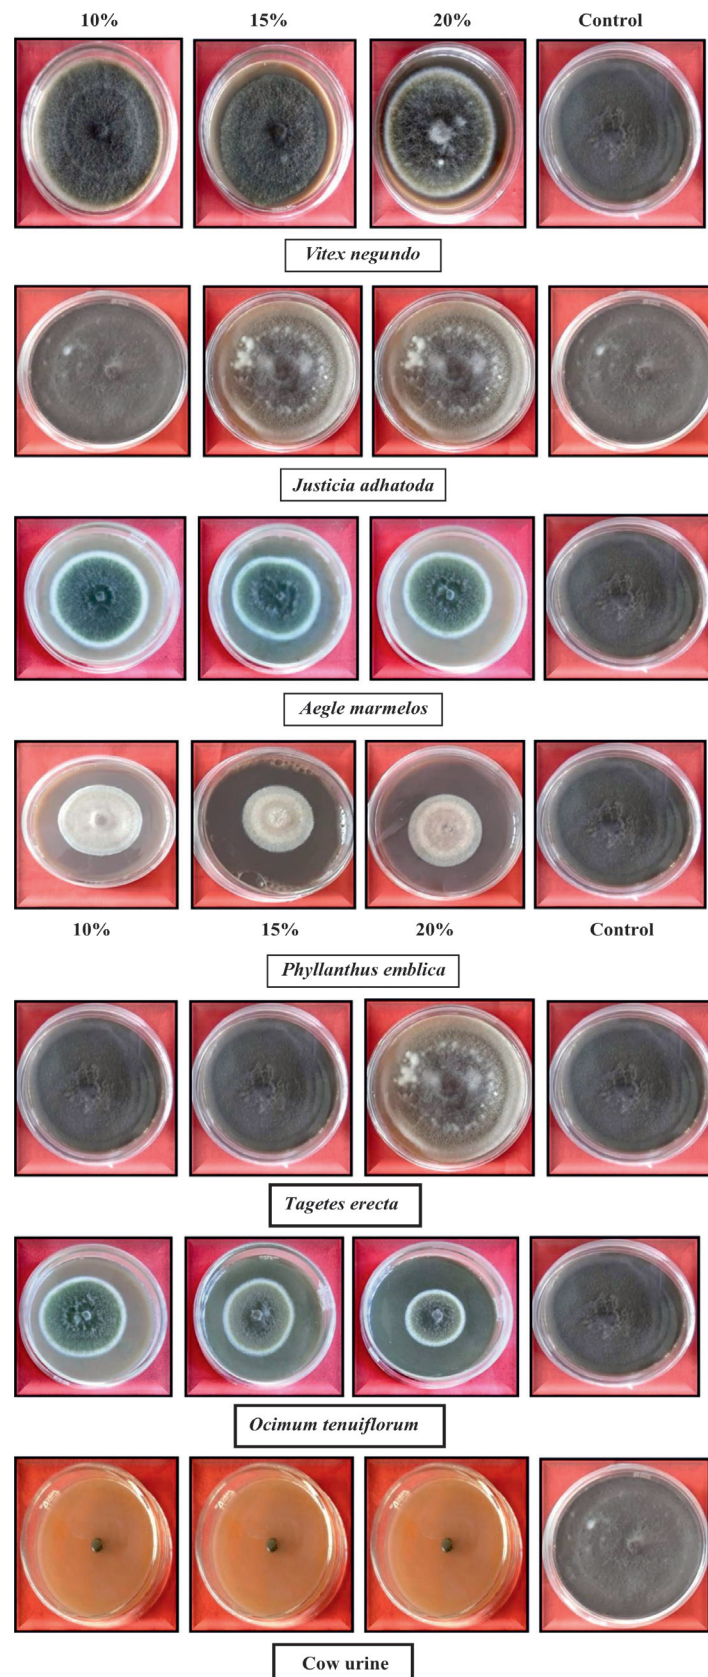 10% 15% 20% Control
Vitex negundo
Justicia adhatoda
Aegle marmelos
10% 15% 20% Control
Phyllanthus emblica
Tagetes erecta
Ocimum tenuiflorum
Cow urine